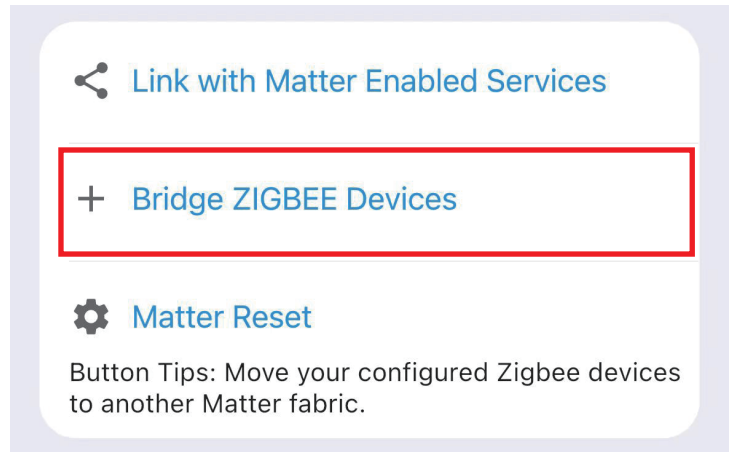 Link with Matter Enabled Services
Bridge ZIGBEE Devices
Matter Reset
Button Tips: Move your configured Zigbee devices
to another Matter fabric.